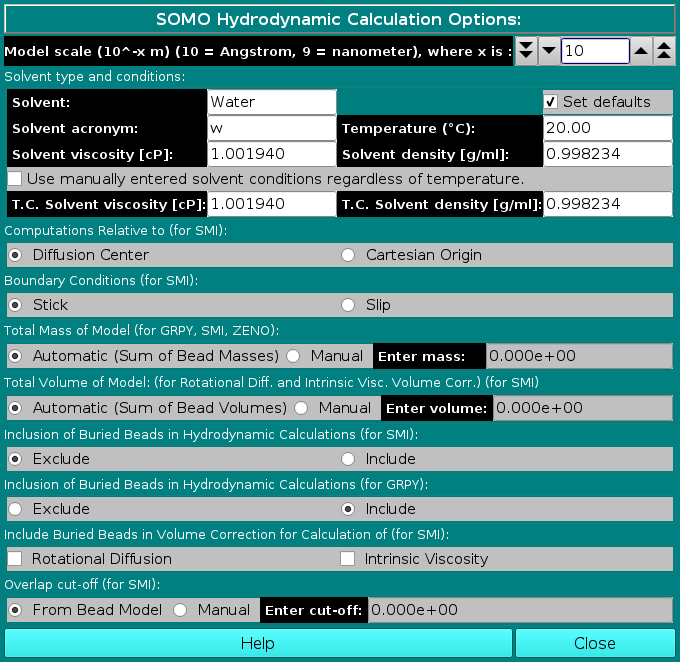 SOMO Hydrodynamic Calculation Options:
Model scale (10^-x m) (10 = Angstrom, 9 = nanometer), where x is : 10
Solvent type and conditions:
Solvent: Water Set defaults
Solvent acronym: w Temperature (°C): 20.00
Solvent viscosity [cP]: 1.001940 Solvent density [g/ml]: 0.998234
Use manually entered solvent conditions regardless of temperature.
T.C. Solvent viscosity [cP]: 1.001940 T.C. Solvent density [g/ml]: 0.998234
Computations Relative to (for SMI):
Diffusion Center Cartesian Origin
Boundary Conditions (for SMI):
Stick Slip
Total Mass of Model (for GRPY, SMI, ZENO):
Automatic (Sum of Bead Masses) Manual Enter mass: 0.000e+00
Total Volume of Model: (for Rotational Diff. and Intrinsic Visc. Volume Corr.) (for SMI)
Automatic (Sum of Bead Volumes) Manual Enter volume: 0.000e+00
Inclusion of Buried Beads in Hydrodynamic Calculations (for SMI):
Exclude Include
Inclusion of Buried Beads in Hydrodynamic Calculations (for GRPY):
Exclude Include
Include Buried Beads in Volume Correction for Calculation of (for SMI):
Rotational Diffusion Intrinsic Viscosity
Overlap cut-off (for SMI):
From Bead Model Manual Enter cut-off: 0.000e+00
Help Close